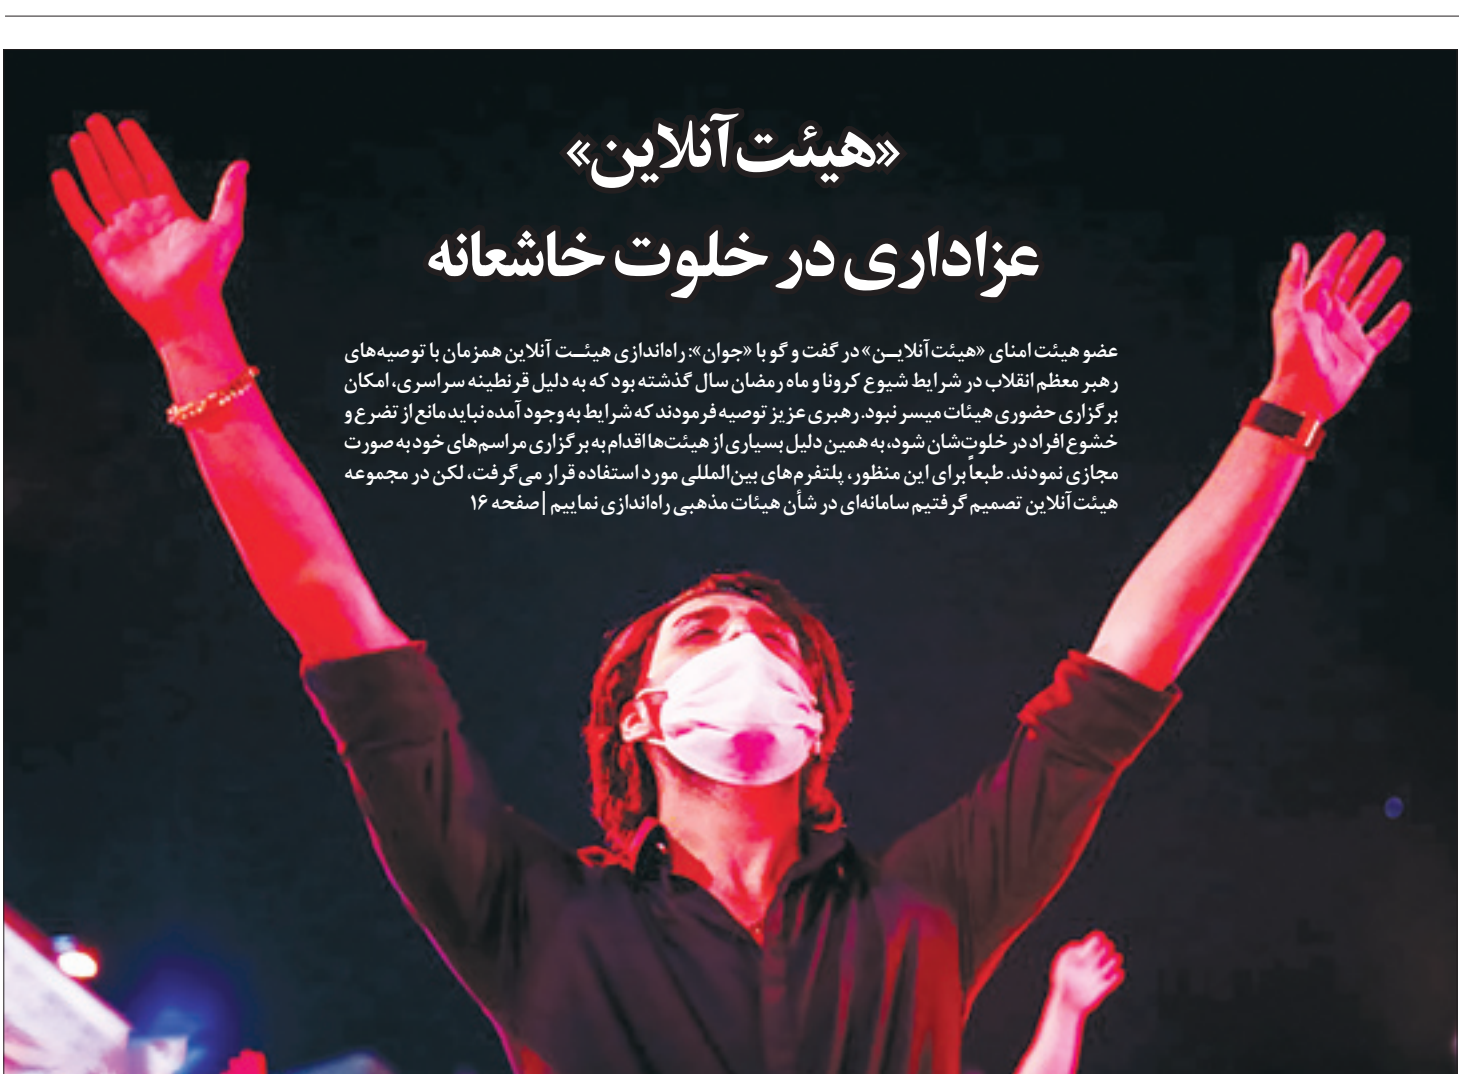 «هیئت آنلاین»
عزاداری در خلوت خاشعانه
عضو هیئت امنای «هیئت آنلایــن» در گفت و گو با «جوان»: راه‌اندازی هیئــت آنلاین همزمان با توصیه‌های
رهبر معظم انقلاب در شرایط شیوع کرونا و ماه رمضان سال گذشته بود که به دلیل قرنطینه سراسری، امکان
برگزاری حضوری هیئات میسر نبود. رهبری عزیز توصیه فرمودند که شرایط به وجود آمده نباید مانع از تضرع و
خشوع افراد در خلوت‌شان شود، به همین دلیل بسیاری از هیئت‌ها اقدام به برگزاری مراسم‌های خود به صورت
مجازی نمودند. طبعاً برای این منظور، پلتفرم‌های بین‌المللی مورد استفاده قرار می‌گرفت، لکن در مجموعه
هیئت آنلاین تصمیم گرفتیم سامانه‌ای در شأن هیئات مذهبی راه‌اندازی نماییم | صفحه ۱۶